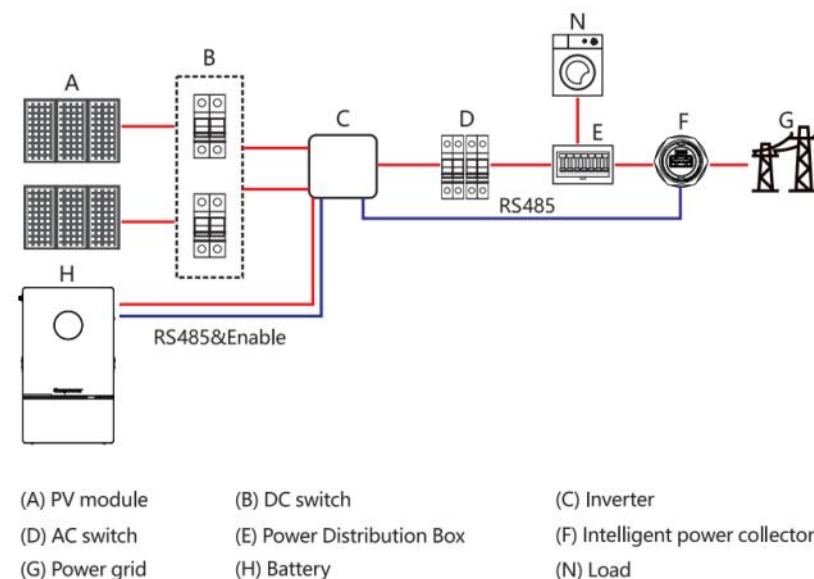 N
B
A
C
D
E
F
G
RS485
H
RS485&Enable
(A) PV module (B) DC switch (C) Inverter
(D) AC switch (E) Power Distribution Box (F) Intelligent power collector
(G) Power grid (H) Battery (N) Load